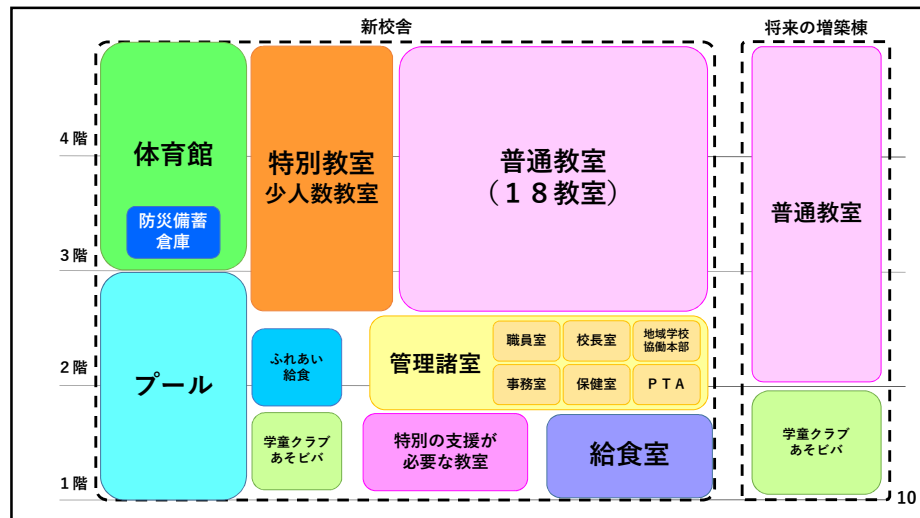 新校舎
将来の増築棟
4階
3階
2階
1階
体育館
防災備蓄
倉庫
特別教室
少人数教室
普通教室
(18教室)
普通教室
プール
ふれあい
給食
管理諸室
職員室
校長室
地域学校
協働本部
事務室
保健室
PTA
学童クラブ
あそビバ
特別の支援が
必要な教室
給食室
学童クラブ
あそビバ
10